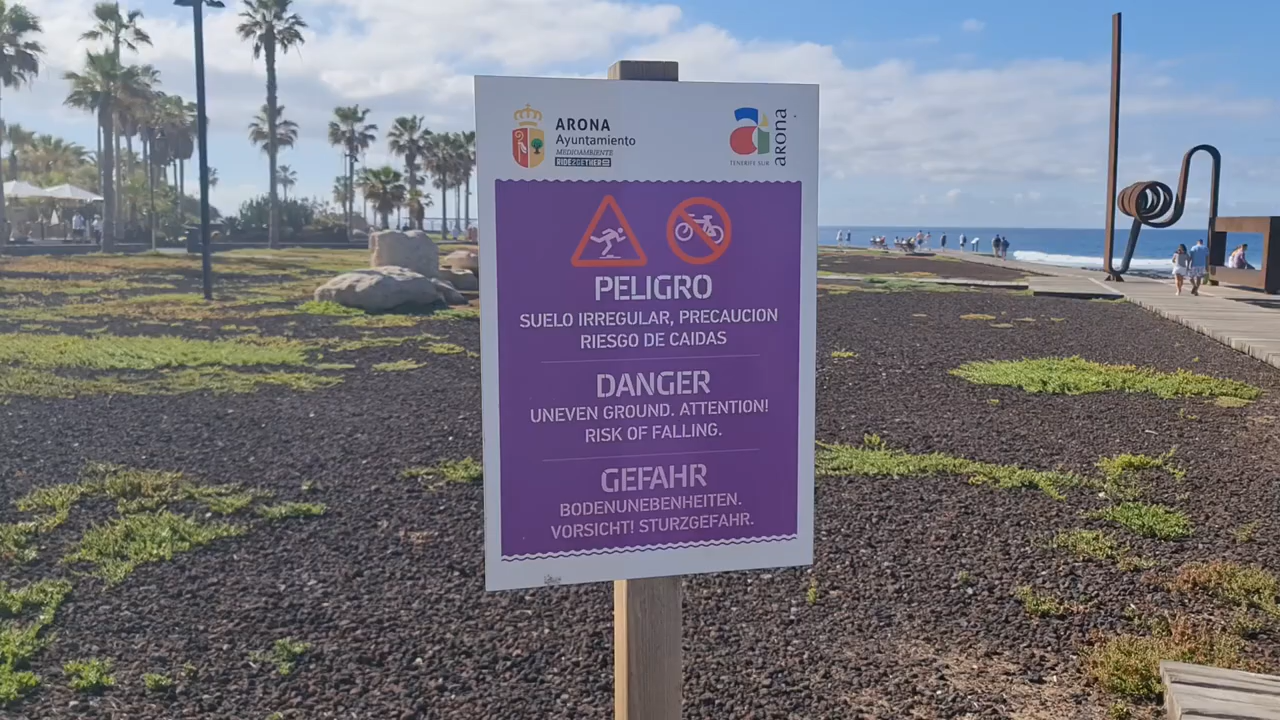 ARONA
Ayuntamiento
MEDIOAMBIENTE
TENERIFE SUR
arona
PELIGRO
SUELO IRREGULAR, PRECAUCION
RIESGO DE CAIDAS
DANGER
UNEVEN GROUND. ATTENTION!
RISK OF FALLING.
GEFAHR
BODENUNEBENHEITEN.
VORSICHT! STURZGEFAHR.